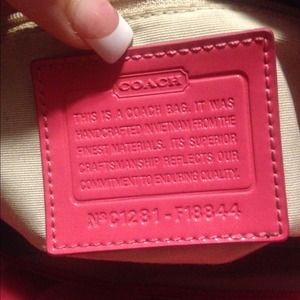 COACH
THIS IS A COACH BAG. IT WAS
HANDCRAFTED IN VIETNAM FROM THE
FINEST MATERIALS. ITS SUPERIOR
CRAFTSMANSHIP REFLECTS OUR
COMMITMENT TO ENDURING QUALITY.
Nº C1281-F18844